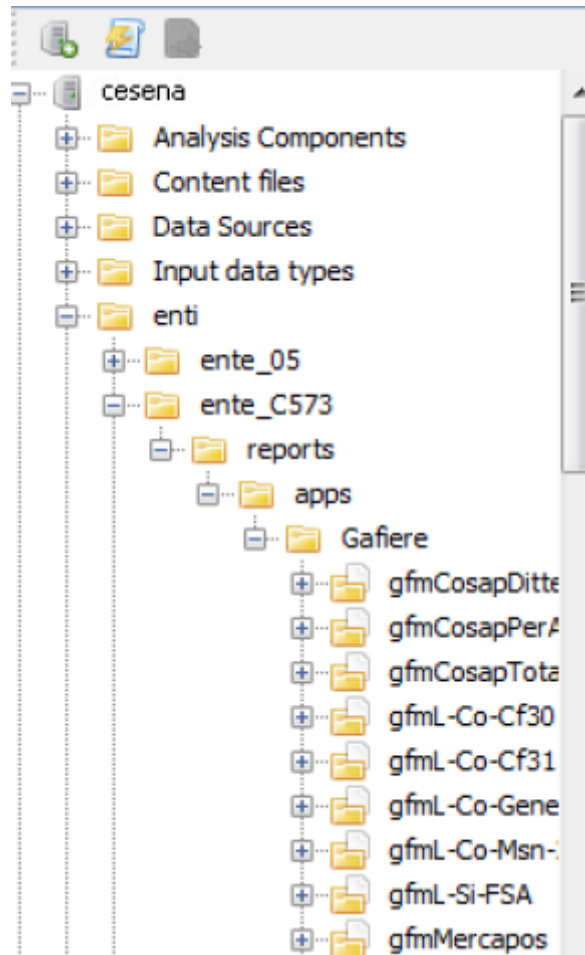 cesena
Analysis Components
Content files
Data Sources
Input data types
enti
ente_05
ente_C573
reports
apps
Gafiere
gfmCosapDitte
gfmCosapPerA
gfmCosapTota
gfmL-Co-Cf30
gfmL-Co-Cf31
gfmL-Co-Gene
gfmL-Co-Msn-
gfmL-Si-FSA
gfmMercapos